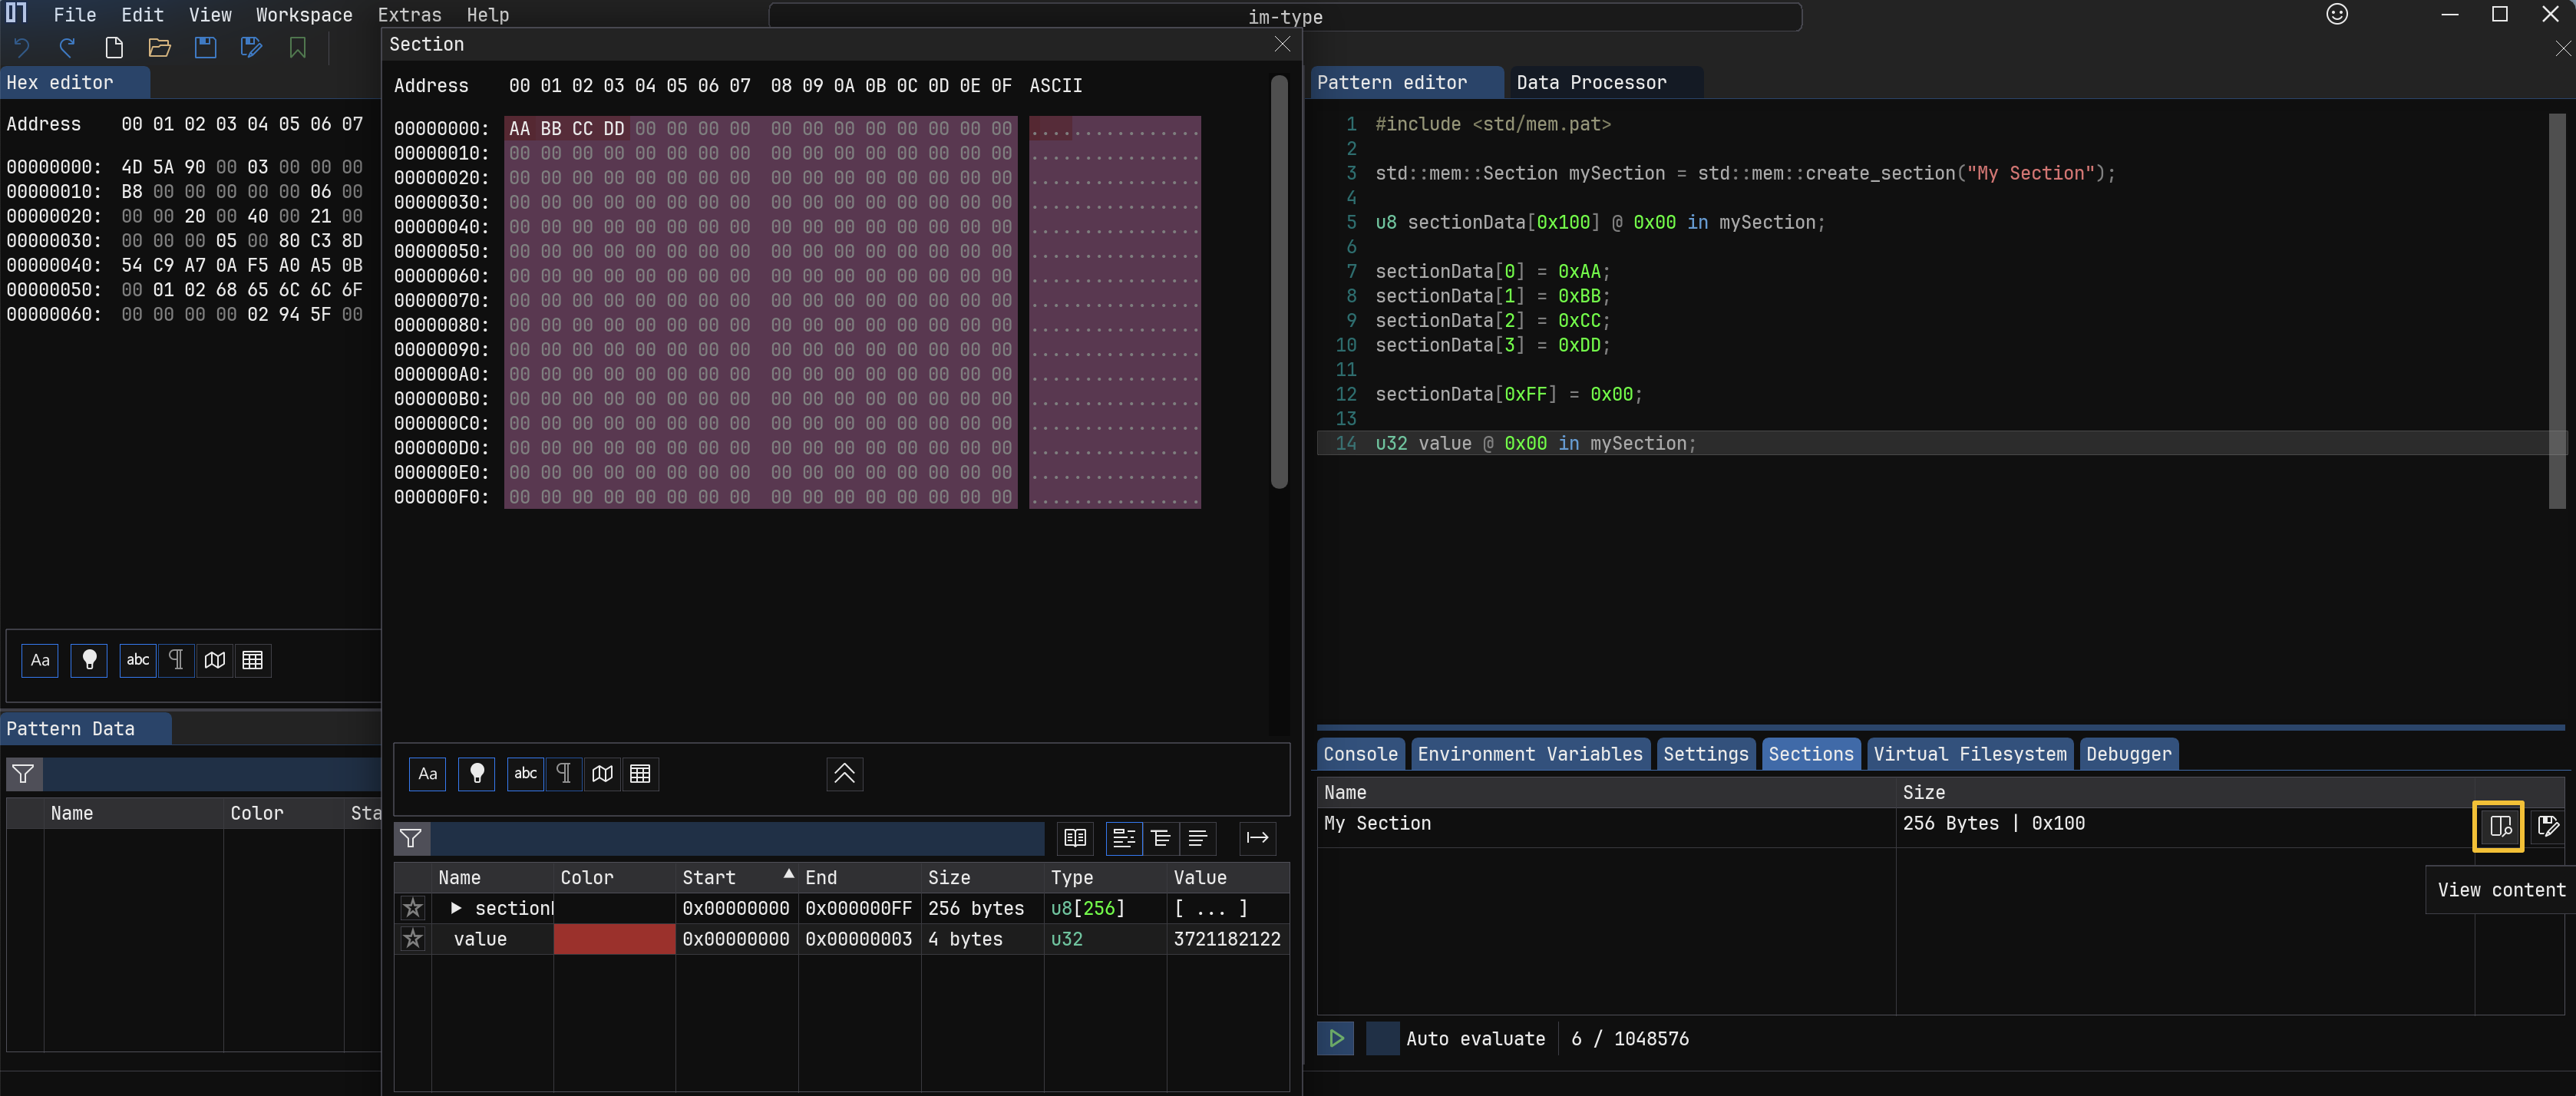 File Edit View Workspace Extras Help
im-type
Hex editor
Address 00 01 02 03 04 05 06 07
00000000: 4D 5A 90 00 03 00 00 00
00000010: B8 00 00 00 00 00 06 00
00000020: 00 00 20 00 40 00 21 00
00000030: 00 00 00 05 00 80 C3 8D
00000040: 54 C9 A7 0A F5 A0 A5 0B
00000050: 00 01 02 68 65 6C 6C 6F
00000060: 00 00 00 00 02 94 5F 00
Aa abc
Pattern Data
Name Color Sta
Section
Address 00 01 02 03 04 05 06 07 08 09 0A 0B 0C 0D 0E 0F ASCII
00000000: AA BB CC DD 00 00 00 00 00 00 00 00 00 00 00 00 ................
00000010: 00 00 00 00 00 00 00 00 00 00 00 00 00 00 00 00 ................
00000020: 00 00 00 00 00 00 00 00 00 00 00 00 00 00 00 00 ................
00000030: 00 00 00 00 00 00 00 00 00 00 00 00 00 00 00 00 ................
00000040: 00 00 00 00 00 00 00 00 00 00 00 00 00 00 00 00 ................
00000050: 00 00 00 00 00 00 00 00 00 00 00 00 00 00 00 00 ................
00000060: 00 00 00 00 00 00 00 00 00 00 00 00 00 00 00 00 ................
00000070: 00 00 00 00 00 00 00 00 00 00 00 00 00 00 00 00 ................
00000080: 00 00 00 00 00 00 00 00 00 00 00 00 00 00 00 00 ................
00000090: 00 00 00 00 00 00 00 00 00 00 00 00 00 00 00 00 ................
000000A0: 00 00 00 00 00 00 00 00 00 00 00 00 00 00 00 00 ................
000000B0: 00 00 00 00 00 00 00 00 00 00 00 00 00 00 00 00 ................
000000C0: 00 00 00 00 00 00 00 00 00 00 00 00 00 00 00 00 ................
000000D0: 00 00 00 00 00 00 00 00 00 00 00 00 00 00 00 00 ................
000000E0: 00 00 00 00 00 00 00 00 00 00 00 00 00 00 00 00 ................
000000F0: 00 00 00 00 00 00 00 00 00 00 00 00 00 00 00 00 ................
Aa abc
Name Color Start End Size Type Value
section 0x00000000 0x000000FF 256 bytes u8[256] [ ... ]
value 0x00000000 0x00000003 4 bytes u32 3721182122
Pattern editor Data Processor
1 #include <std/mem.pat>
2
3 std::mem::Section mySection = std::mem::create_section("My Section");
4
5 u8 sectionData[0x100] @ 0x00 in mySection;
6
7 sectionData[0] = 0xAA;
8 sectionData[1] = 0xBB;
9 sectionData[2] = 0xCC;
10 sectionData[3] = 0xDD;
11
12 sectionData[0xFF] = 0x00;
13
14 u32 value @ 0x00 in mySection;
Console Environment Variables Settings Sections Virtual Filesystem Debugger
Name Size
My Section 256 Bytes | 0x100
View content
Auto evaluate 6 / 1048576